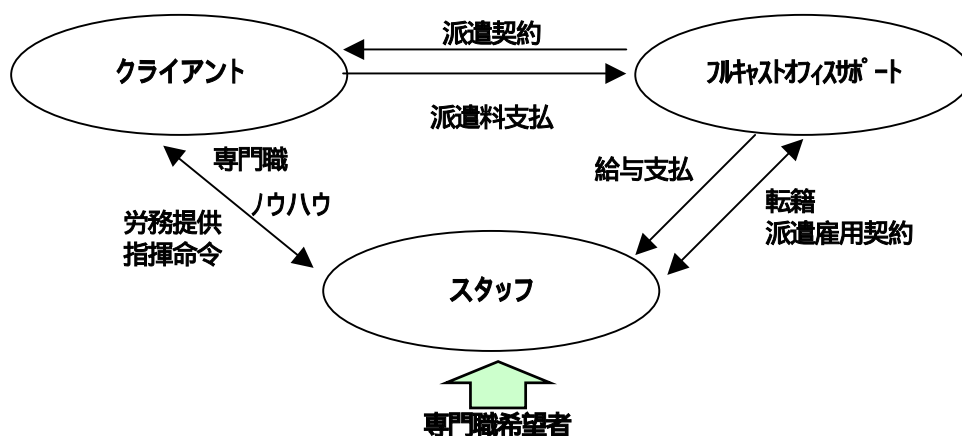 派遣契約
クライアント
フルキャストオフィスサポート
派遣料支払
専門職
ノウハウ
給与支払
労務提供
指揮命令
転籍
派遣雇用契約
スタッフ
専門職希望者